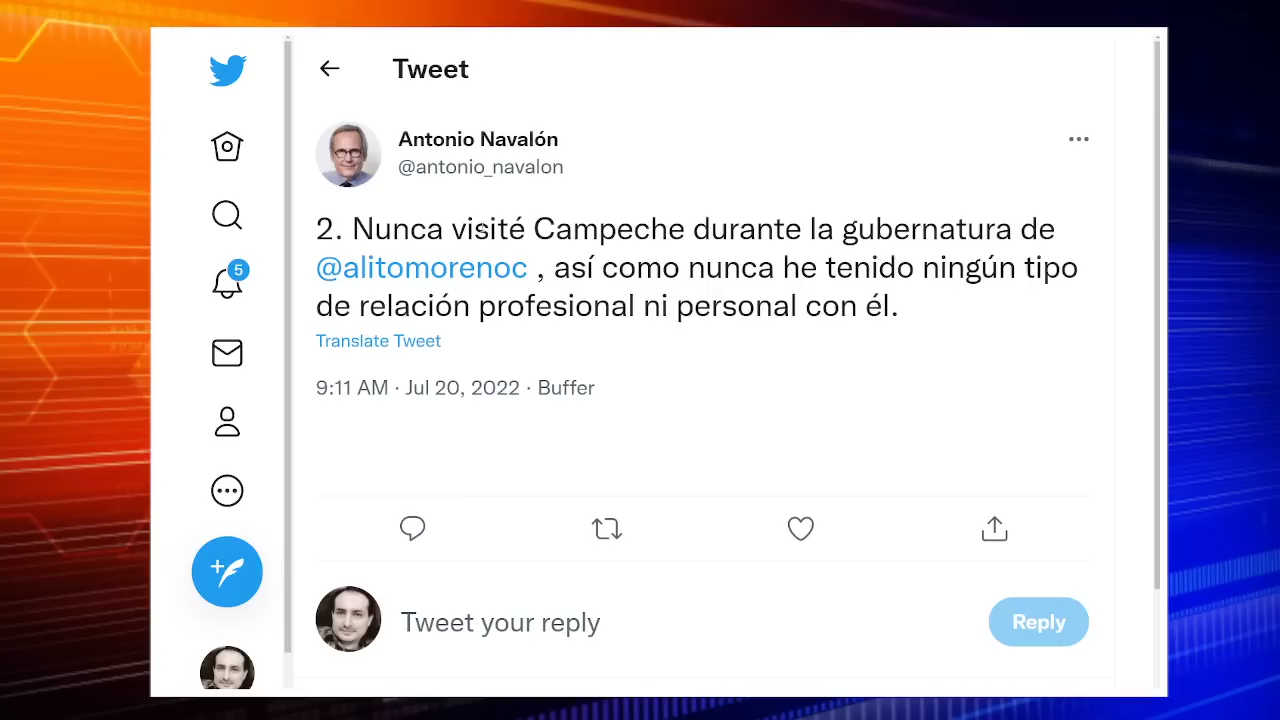 Tweet
Antonio Navalón
@antonio_navalon
2. Nunca visité Campeche durante la gubernatura de
@alitomorenoc , así como nunca he tenido ningún tipo
de relación profesional ni personal con él.
Translate Tweet
9:11 AM · Jul 20, 2022 · Buffer
5
Tweet your reply
Reply